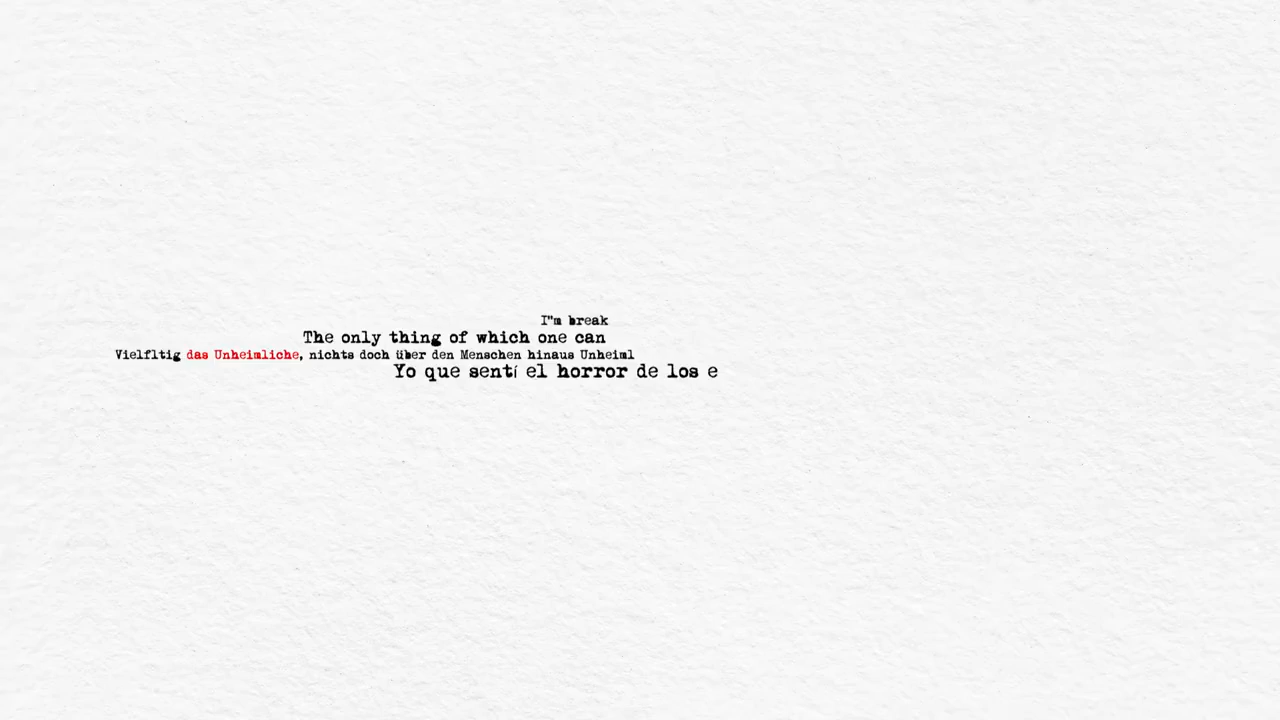 I"m break
The only thing of which one can
Vielfltig das Unheimliche, nichts doch über den Menschen hinaus Unheiml
Yo que sentí el horror de los e